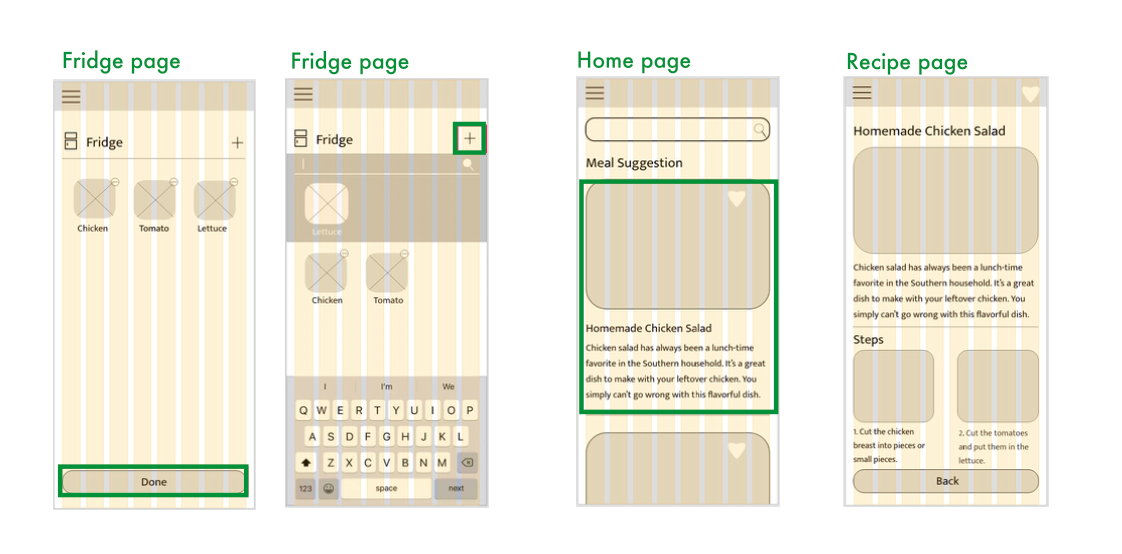 Fridge page
Fridge
Chicken
Tomato
Lettuce
Done
Fridge page
Fridge
Lettuce
Chicken
Tomato
I
I'm
We
Q W E R T Y U I O P
A S D F G H J K L
Z X C V B N M
123
space
next
Home page
Meal Suggestion
Homemade Chicken Salad
Chicken salad has always been a lunch-time
favorite in the Southern household. It's a great
dish to make with your leftover chicken. You
simply can't go wrong with this flavorful dish.
Recipe page
Homemade Chicken Salad
Chicken salad has always been a lunch-time
favorite in the Southern household. It's a great
dish to make with your leftover chicken. You
simply can't go wrong with this flavorful dish.
Steps
1. Cut the chicken
breast into pieces or
small pieces.
2. Cut the tomatoes
and put them in the
lettuce.
Back